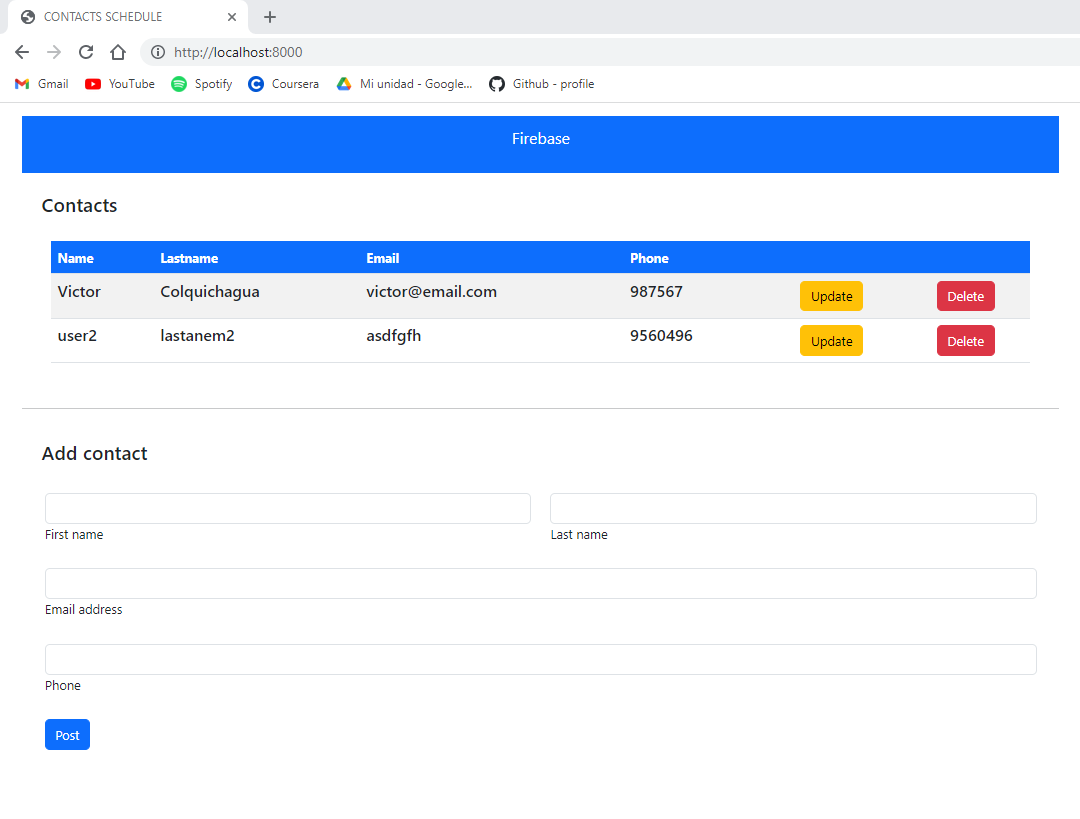 CONTACTS SCHEDULE
http://localhost:8000
Gmail YouTube Spotify Coursera Mi unidad - Google... Github - profile
Firebase
Contacts
Name Lastname Email Phone
Victor Colquichagua victor@email.com 987567 Update Delete
user2 lastanem2 asdfgfh 9560496 Update Delete
Add contact
First name Last name
Email address
Phone
Post